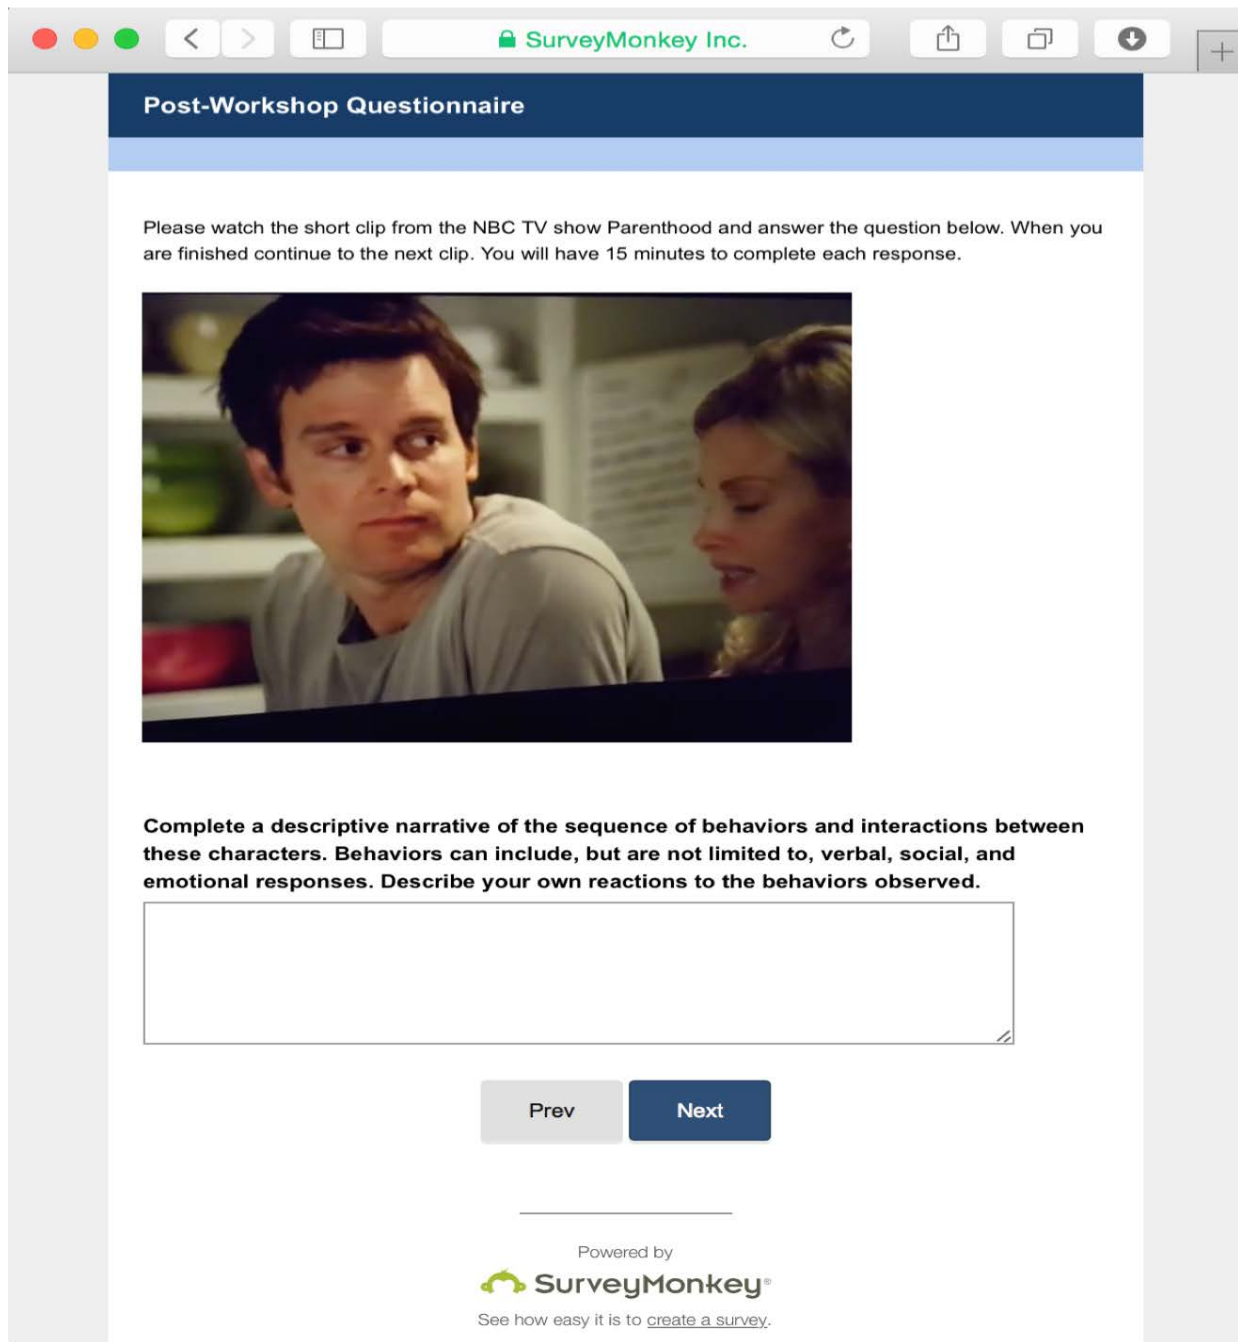 SurveyMonkey Inc.
Post-Workshop Questionnaire
Please watch the short clip from the NBC TV show Parenthood and answer the question below. When you
are finished continue to the next clip. You will have 15 minutes to complete each response.
Complete a descriptive narrative of the sequence of behaviors and interactions between
these characters. Behaviors can include, but are not limited to, verbal, social, and
emotional responses. Describe your own reactions to the behaviors observed.
Prev
Next
Powered by
SurveyMonkey®
See how easy it is to create a survey.